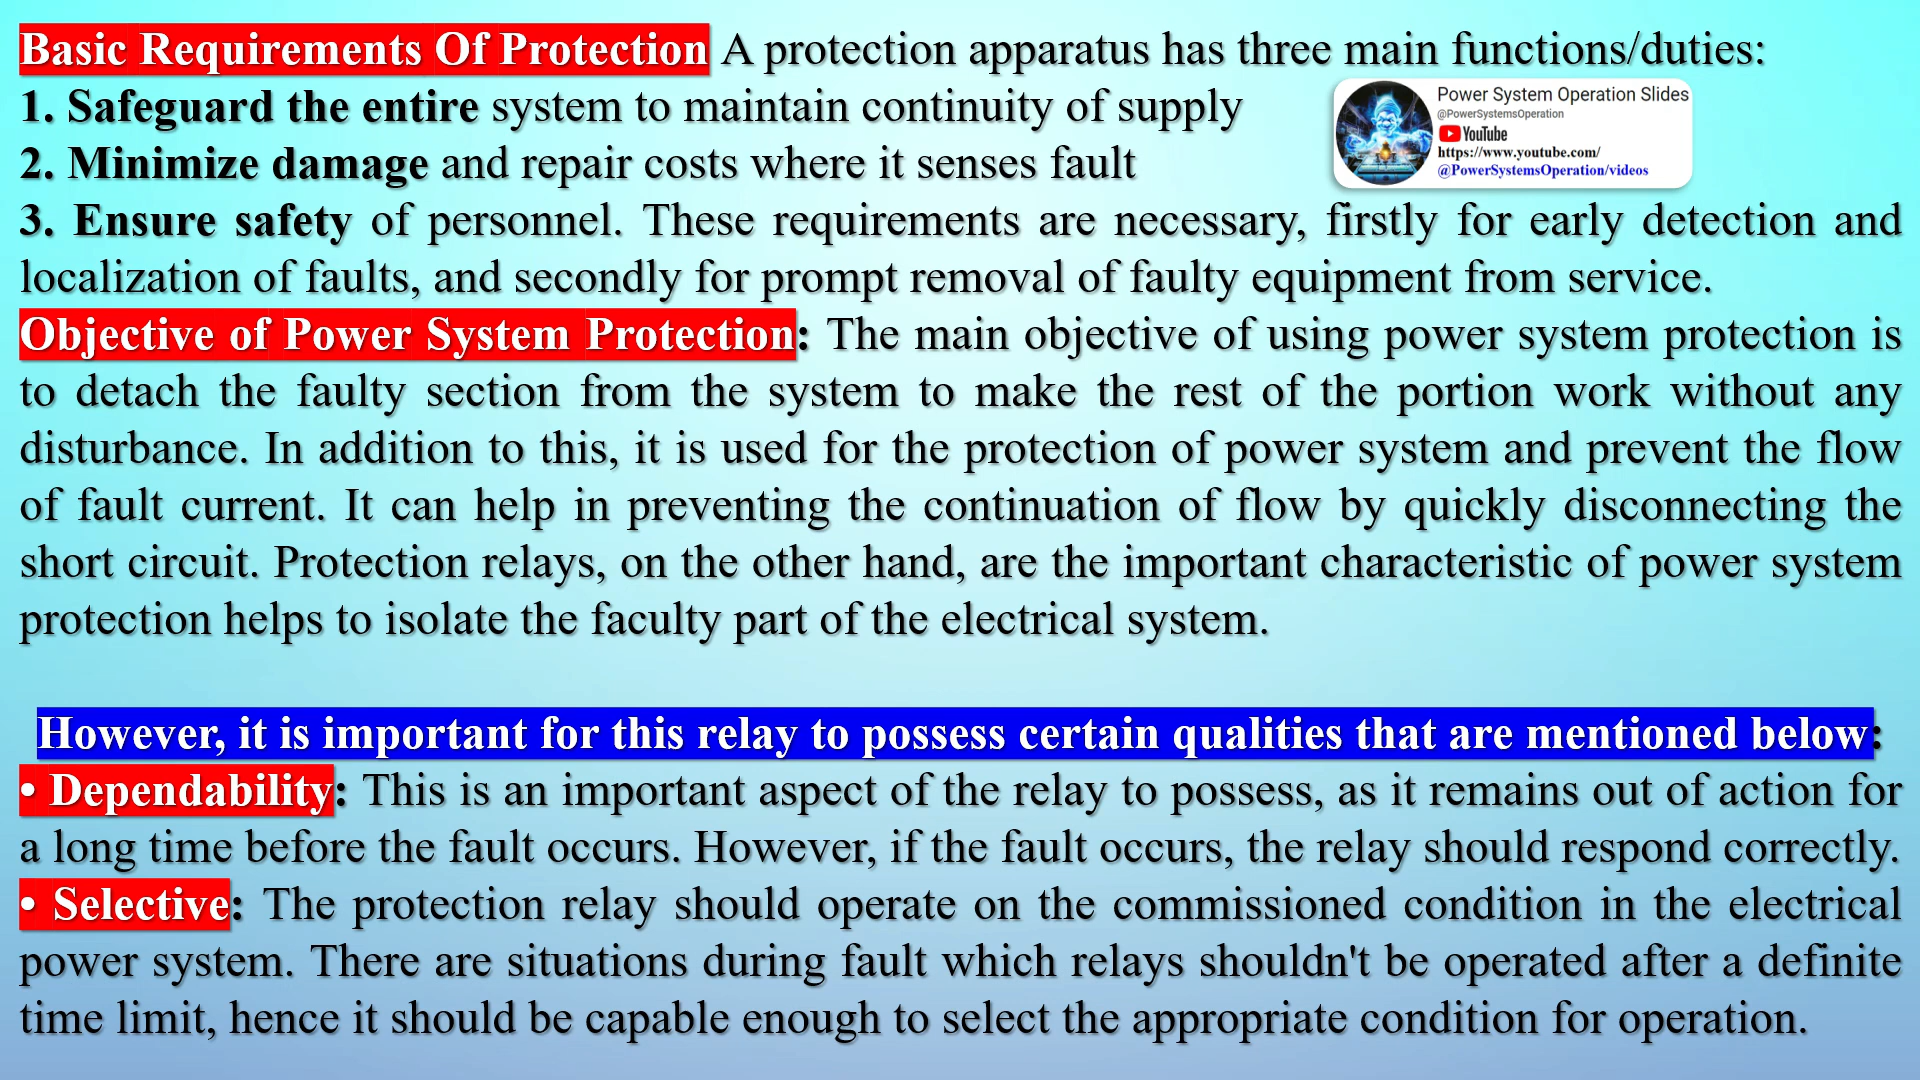 Basic Requirements Of Protection A protection apparatus has three main functions/duties:
1. Safeguard the entire system to maintain continuity of supply
Power System Operation Slides
@PowerSystemsOperation
YouTube
https://www.youtube.com/
@PowerSystemsOperation/videos
2. Minimize damage and repair costs where it senses fault
3. Ensure safety of personnel. These requirements are necessary, firstly for early detection and
localization of faults, and secondly for prompt removal of faulty equipment from service.
Objective of Power System Protection: The main objective of using power system protection is
to detach the faulty section from the system to make the rest of the portion work without any
disturbance. In addition to this, it is used for the protection of power system and prevent the flow
of fault current. It can help in preventing the continuation of flow by quickly disconnecting the
short circuit. Protection relays, on the other hand, are the important characteristic of power system
protection helps to isolate the faculty part of the electrical system.
However, it is important for this relay to possess certain qualities that are mentioned below:
• Dependability: This is an important aspect of the relay to possess, as it remains out of action for
a long time before the fault occurs. However, if the fault occurs, the relay should respond correctly.
• Selective: The protection relay should operate on the commissioned condition in the electrical
power system. There are situations during fault which relays shouldn't be operated after a definite
time limit, hence it should be capable enough to select the appropriate condition for operation.